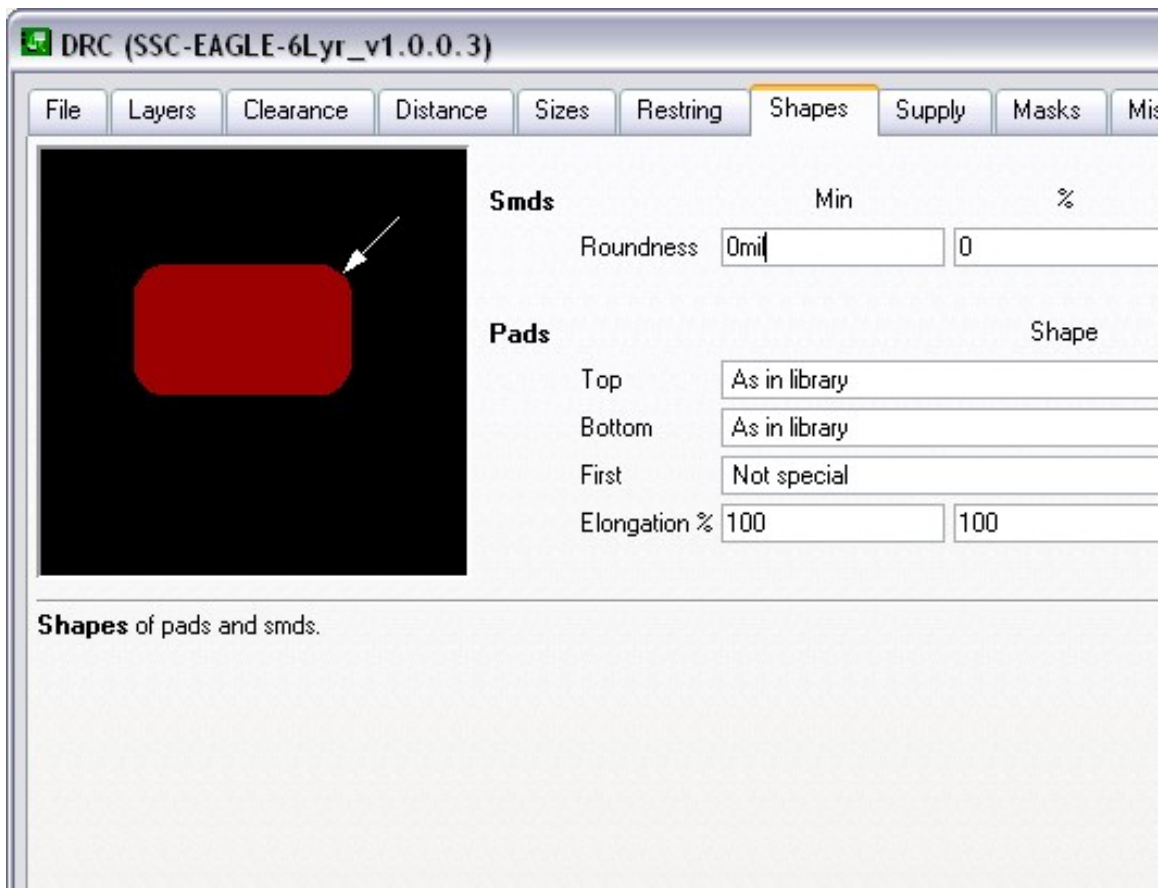 DRC (SSC-EAGLE-6Lyr_v1.0.0.3)
File Layers Clearance Distance Sizes Restring Shapes Supply Masks Mis
Smds Min %
Roundness 0mil 0
Pads Shape
Top As in library
Bottom As in library
First Not special
Elongation % 100 100
Shapes of pads and smds.